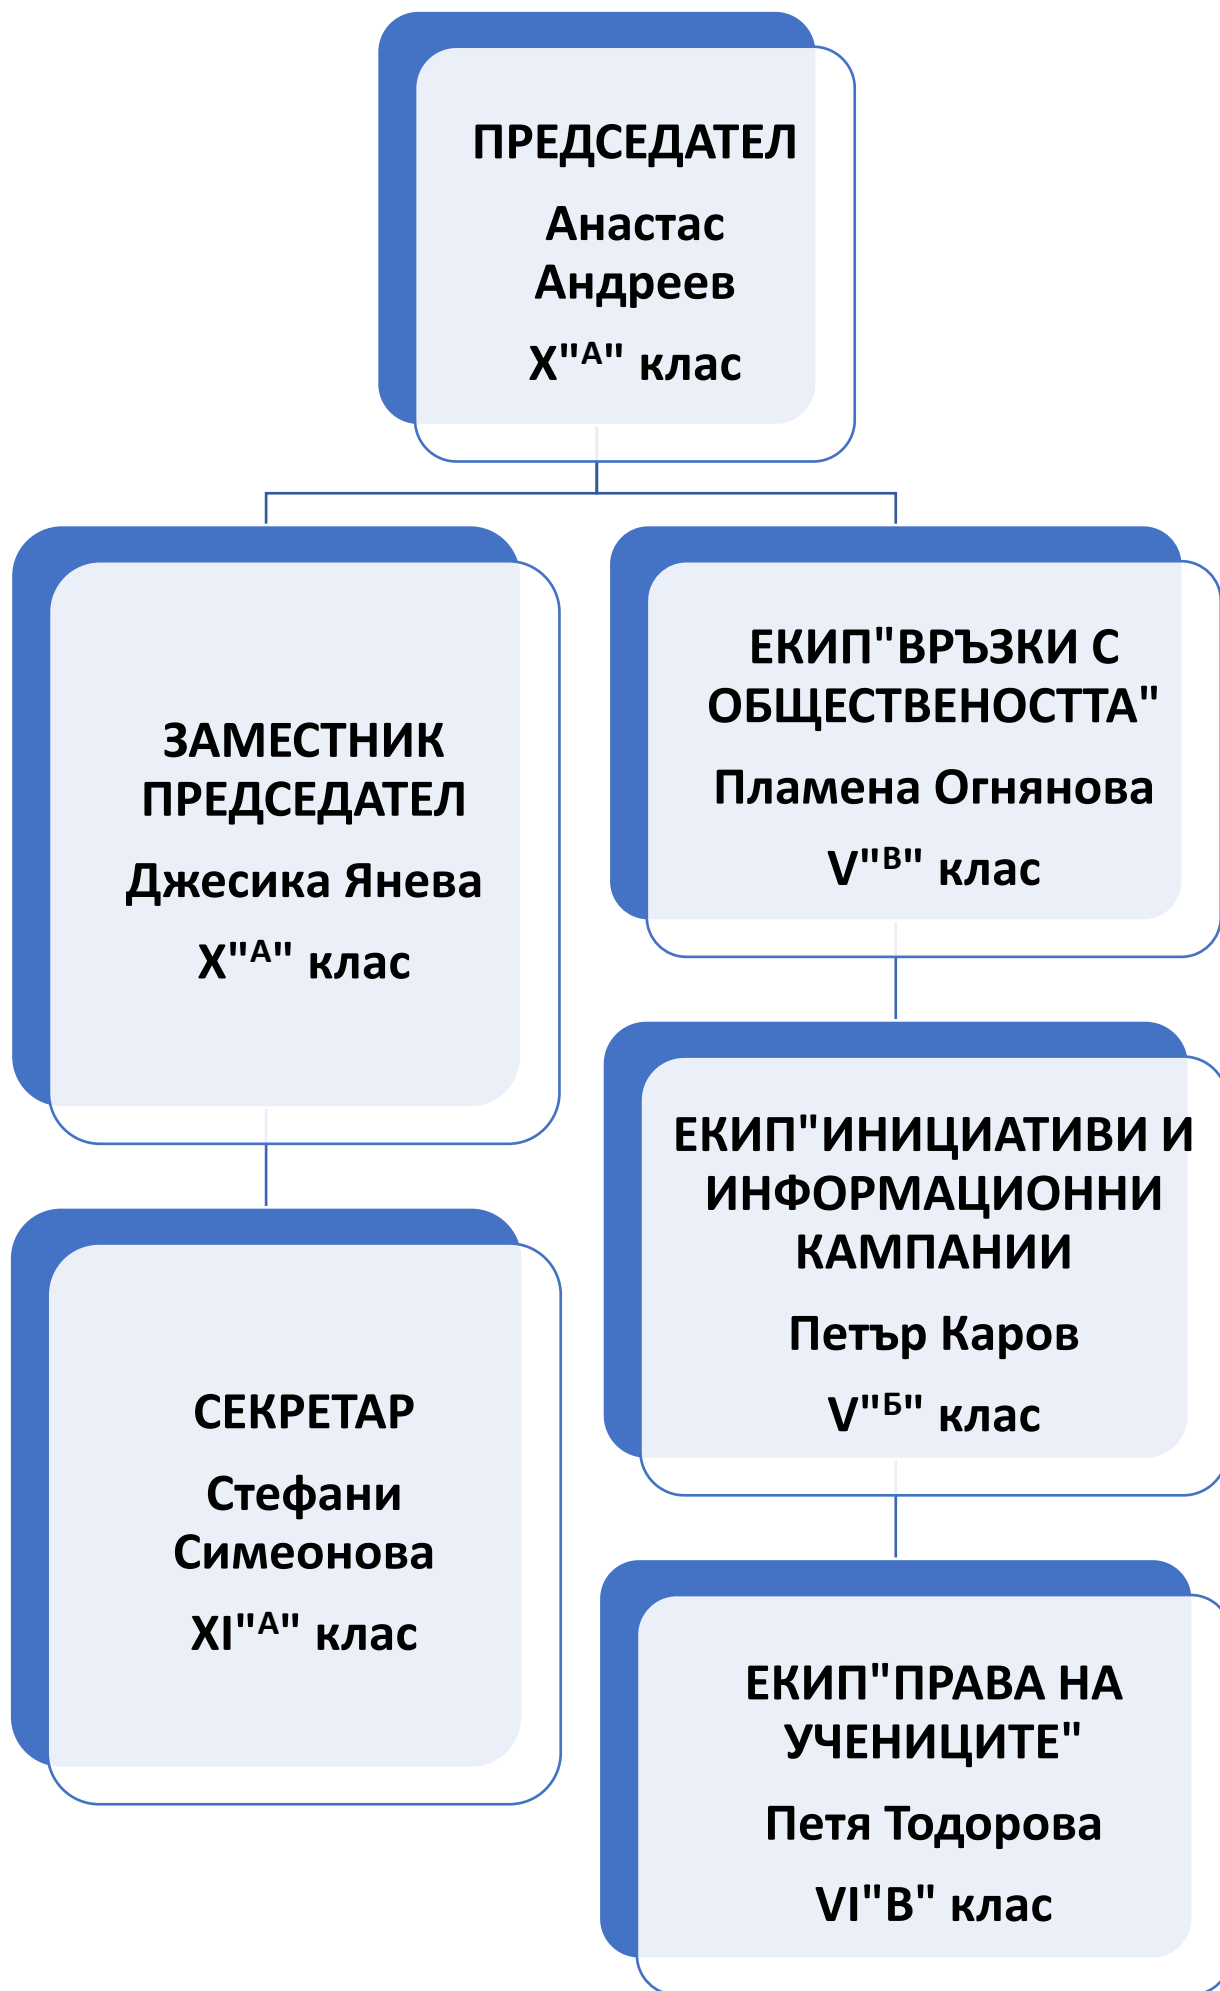 ПРЕДСЕДАТЕЛ
Анастас
Андреев
X"А" клас
ЗАМЕСТНИК
ПРЕДСЕДАТЕЛ
Джесика Янева
X"А" клас
СЕКРЕТАР
Стефани
Симеонова
XI"А" клас
ЕКИП"ВРЪЗКИ С
ОБЩЕСТВЕНОСТТА"
Пламена Огнянова
V"В" клас
ЕКИП"ИНИЦИАТИВИ И
ИНФОРМАЦИОННИ
КАМПАНИИ
Петър Каров
V"Б" клас
ЕКИП"ПРАВА НА
УЧЕНИЦИТЕ"
Петя Тодорова
VI"В" клас